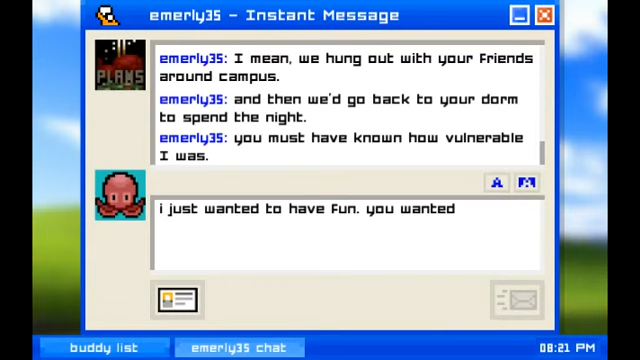 emerly35 - Instant Message
PLANS
emerly35: I mean, we hung out with your friends
around campus.
emerly35: and then we'd go back to your dorm
to spend the night.
emerly35: you must have known how vulnerable
I was.
A A
i just wanted to have fun. you wanted
buddy list
emerly35 chat
08:21 PM